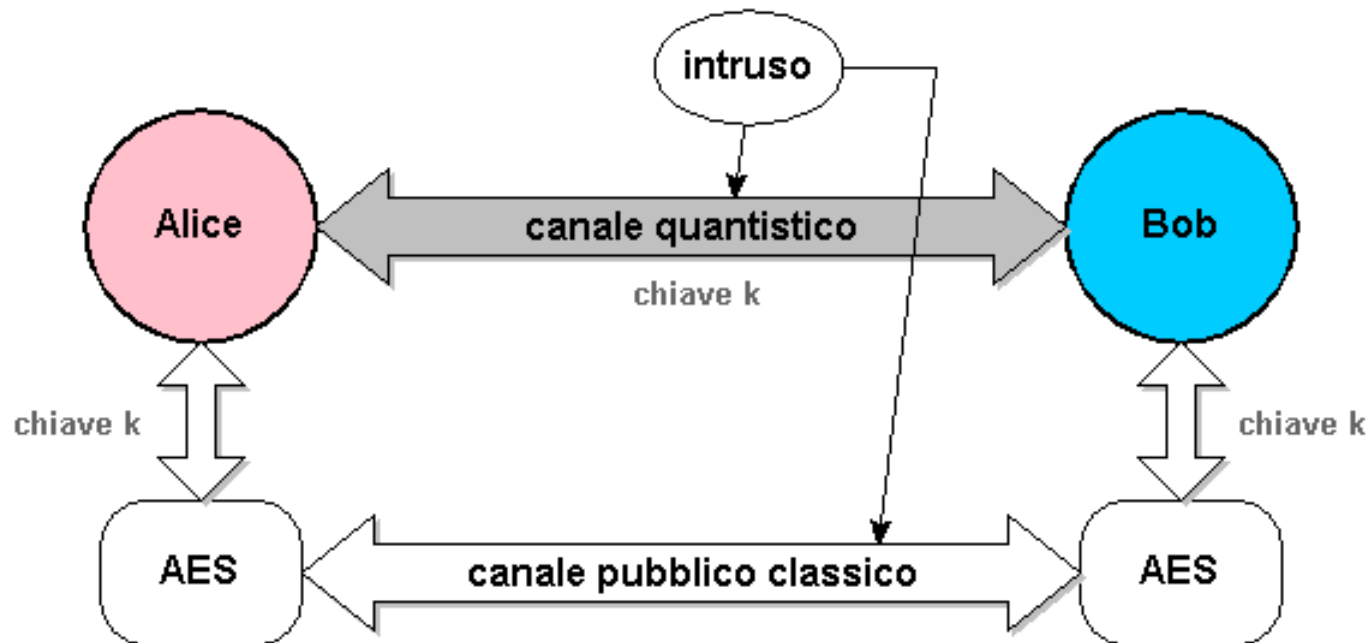 intruso
Alice
canale quantistico
Bob
chiave k
chiave k
chiave k
AES
canale pubblico classico
AES